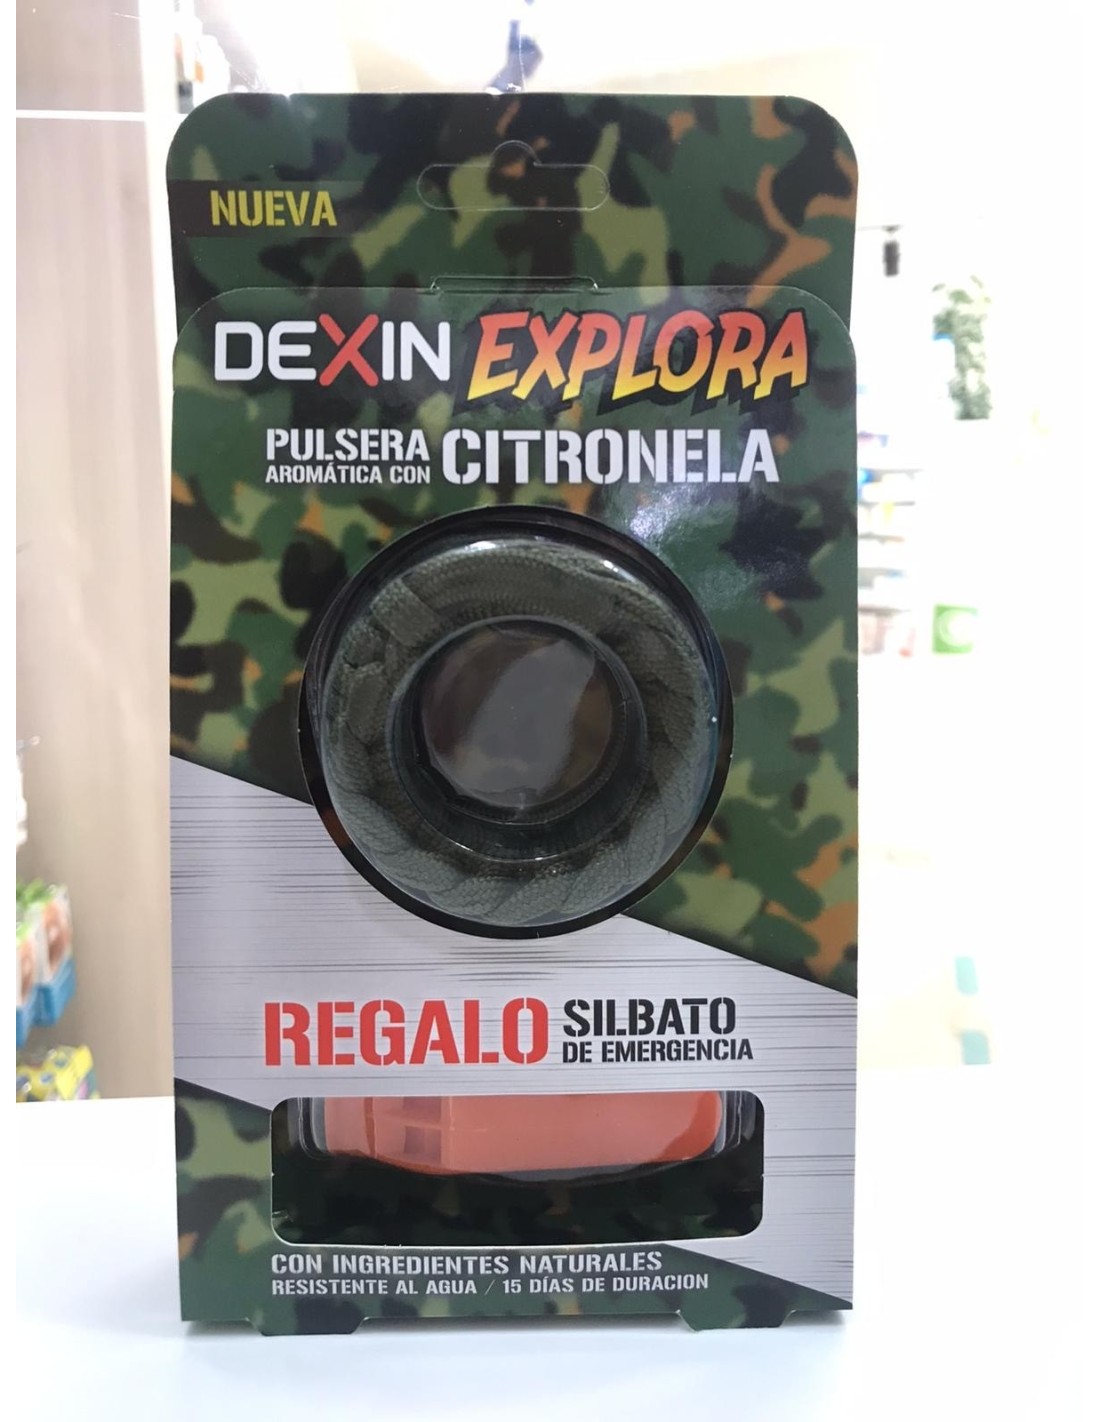 NUEVA
DEXIN EXPLORA
PULSERA
AROMÁTICA CON
CITRONELA
REGALO
SILBATO
DE EMERGENCIA
CON INGREDIENTES NATURALES
RESISTENTE AL AGUA / 15 DÍAS DE DURACION